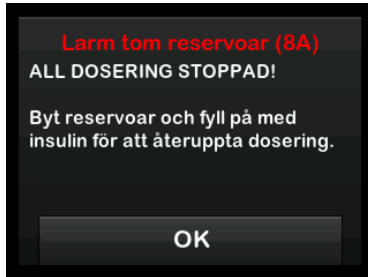 Larm tom reservoar (8A)
ALL DOSERING STOPPAD!
Byt reservoar och fyll på med
insulin för att återuppta dosering.
OK